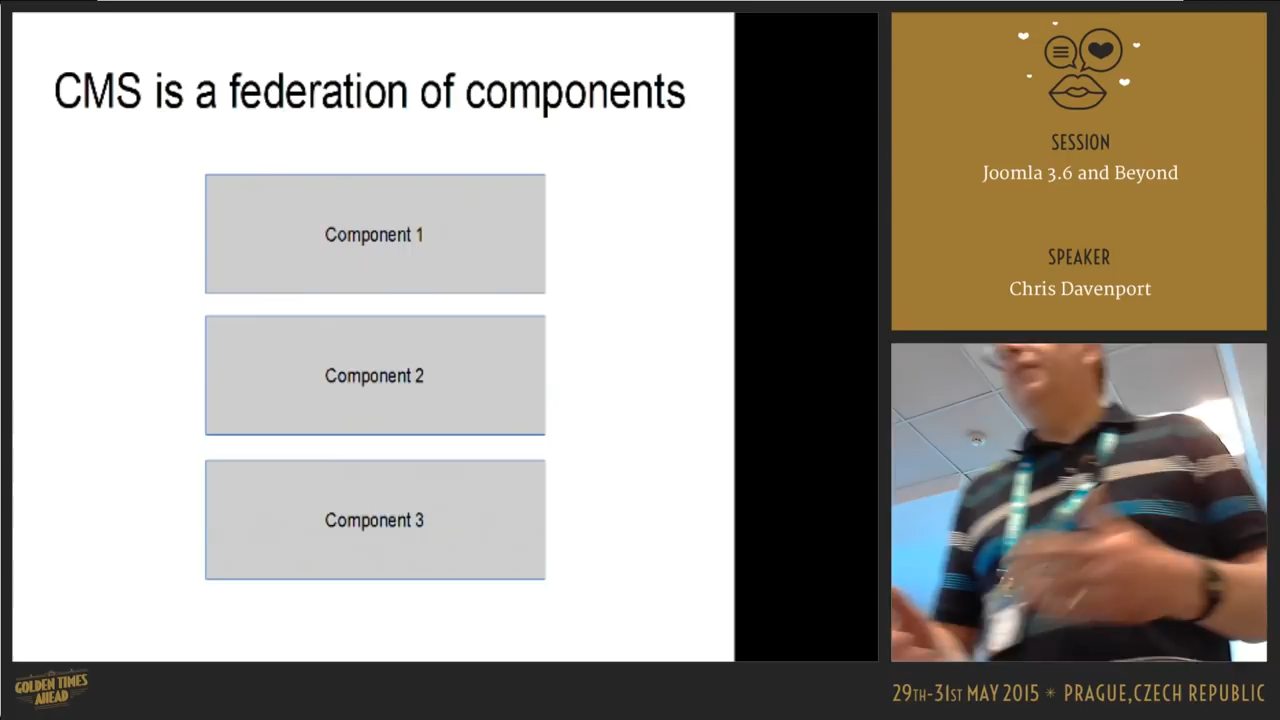 CMS is a federation of components
Component 1
Component 2
Component 3
SESSION
Joomla 3.6 and Beyond
SPEAKER
Chris Davenport
GOLDEN TIMES
AHEAD
29TH-31ST MAY 2015 * PRAGUE,CZECH REPUBLIC